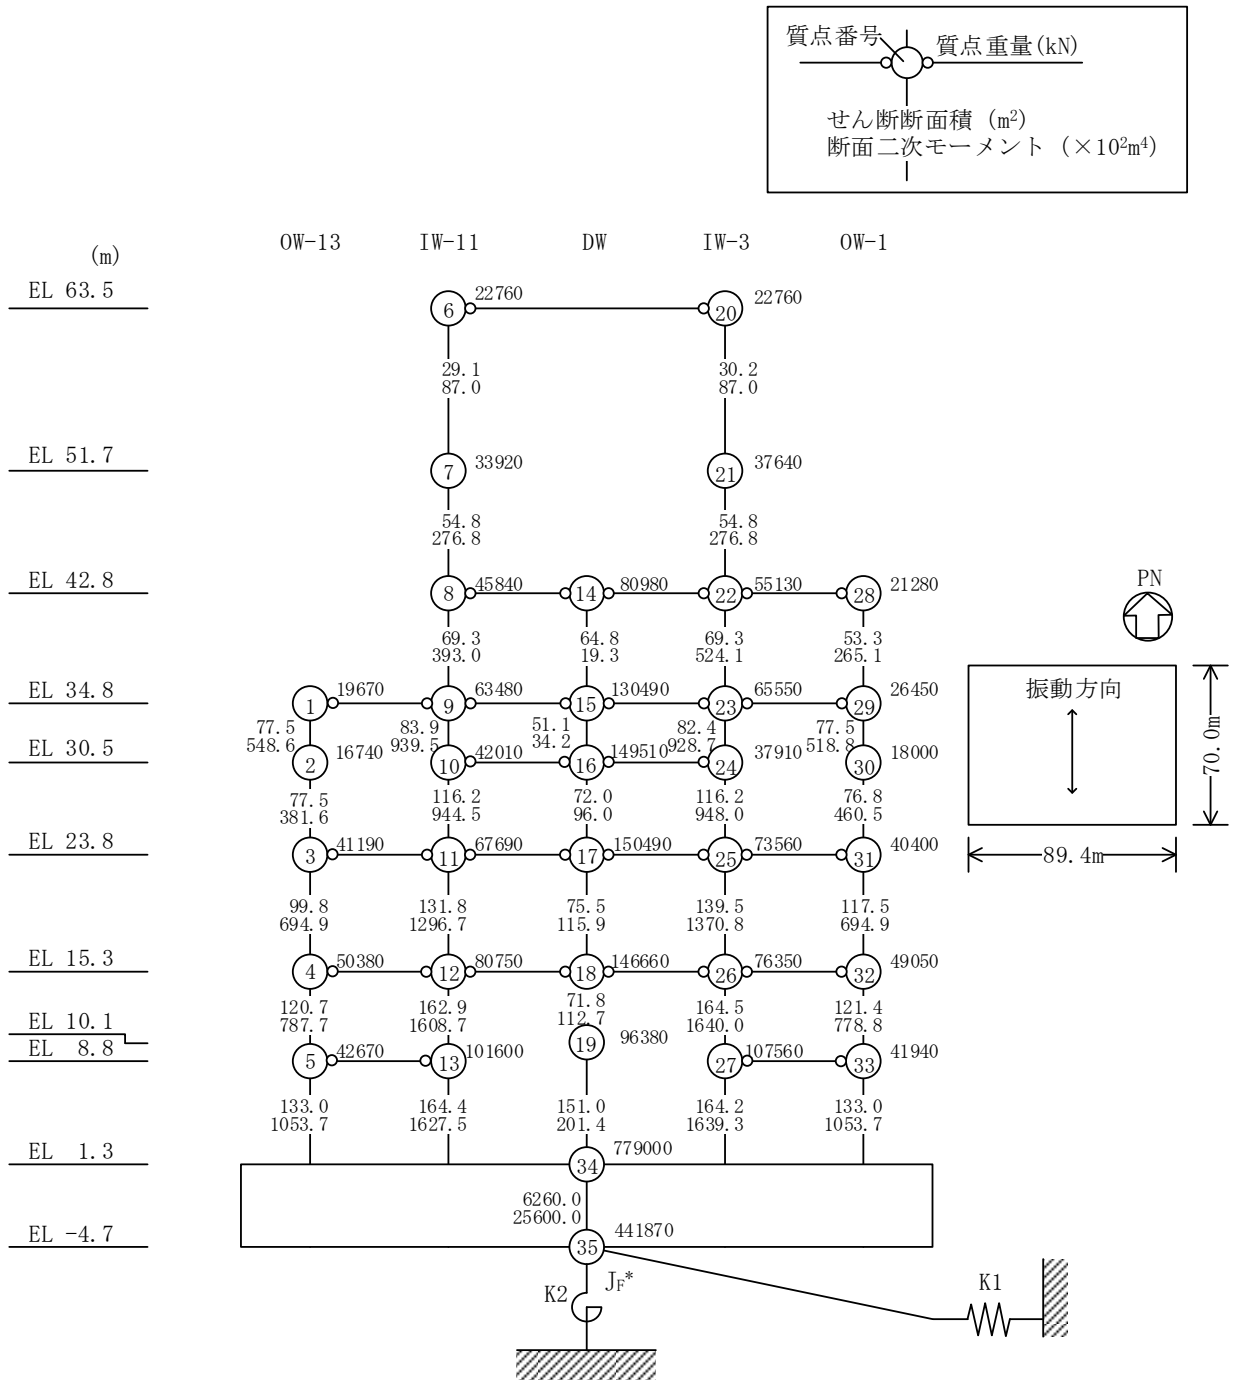 質点番号
質点重量(kN)
せん断断面積 (m²)
断面二次モーメント (×10²m⁴)
(m)
OW-13 IW-11 DW IW-3 OW-1
EL 63.5
6 22760 20 22760
29.1 30.2
87.0 87.0
EL 51.7
7 33920 21 37640
54.8 54.8
276.8 276.8
EL 42.8
8 45840 14 80980 22 55130 28 21280
69.3 64.8 69.3 53.3
393.0 19.3 524.1 265.1
EL 34.8
1 19670 9 63480 15 130490 23 65550 29 26450
77.5 83.9 51.1 82.4 77.5
548.6 939.5 34.2 928.7 518.8
EL 30.5
2 16740 10 42010 16 149510 24 37910 30 18000
77.5 116.2 72.0 116.2 76.8
381.6 944.5 96.0 948.0 460.5
EL 23.8
3 41190 11 67690 17 150490 25 73560 31 40400
99.8 131.8 75.5 139.5 117.5
694.9 1296.7 115.9 1370.8 694.9
EL 15.3
4 50380 12 80750 18 146660 26 76350 32 49050
120.7 162.9 71.8 164.5 121.4
787.7 1608.7 112.7 1640.0 778.8
EL 10.1
19 96380
EL 8.8
5 42670 13 101600 27 107560 33 41940
133.0 164.4 151.0 164.2 133.0
1053.7 1627.5 201.4 1639.3 1053.7
EL 1.3
34 779000
6260.0
25600.0
EL -4.7
35 441870
K2
J_F*
K1
PN
振動方向
70.0m
89.4m